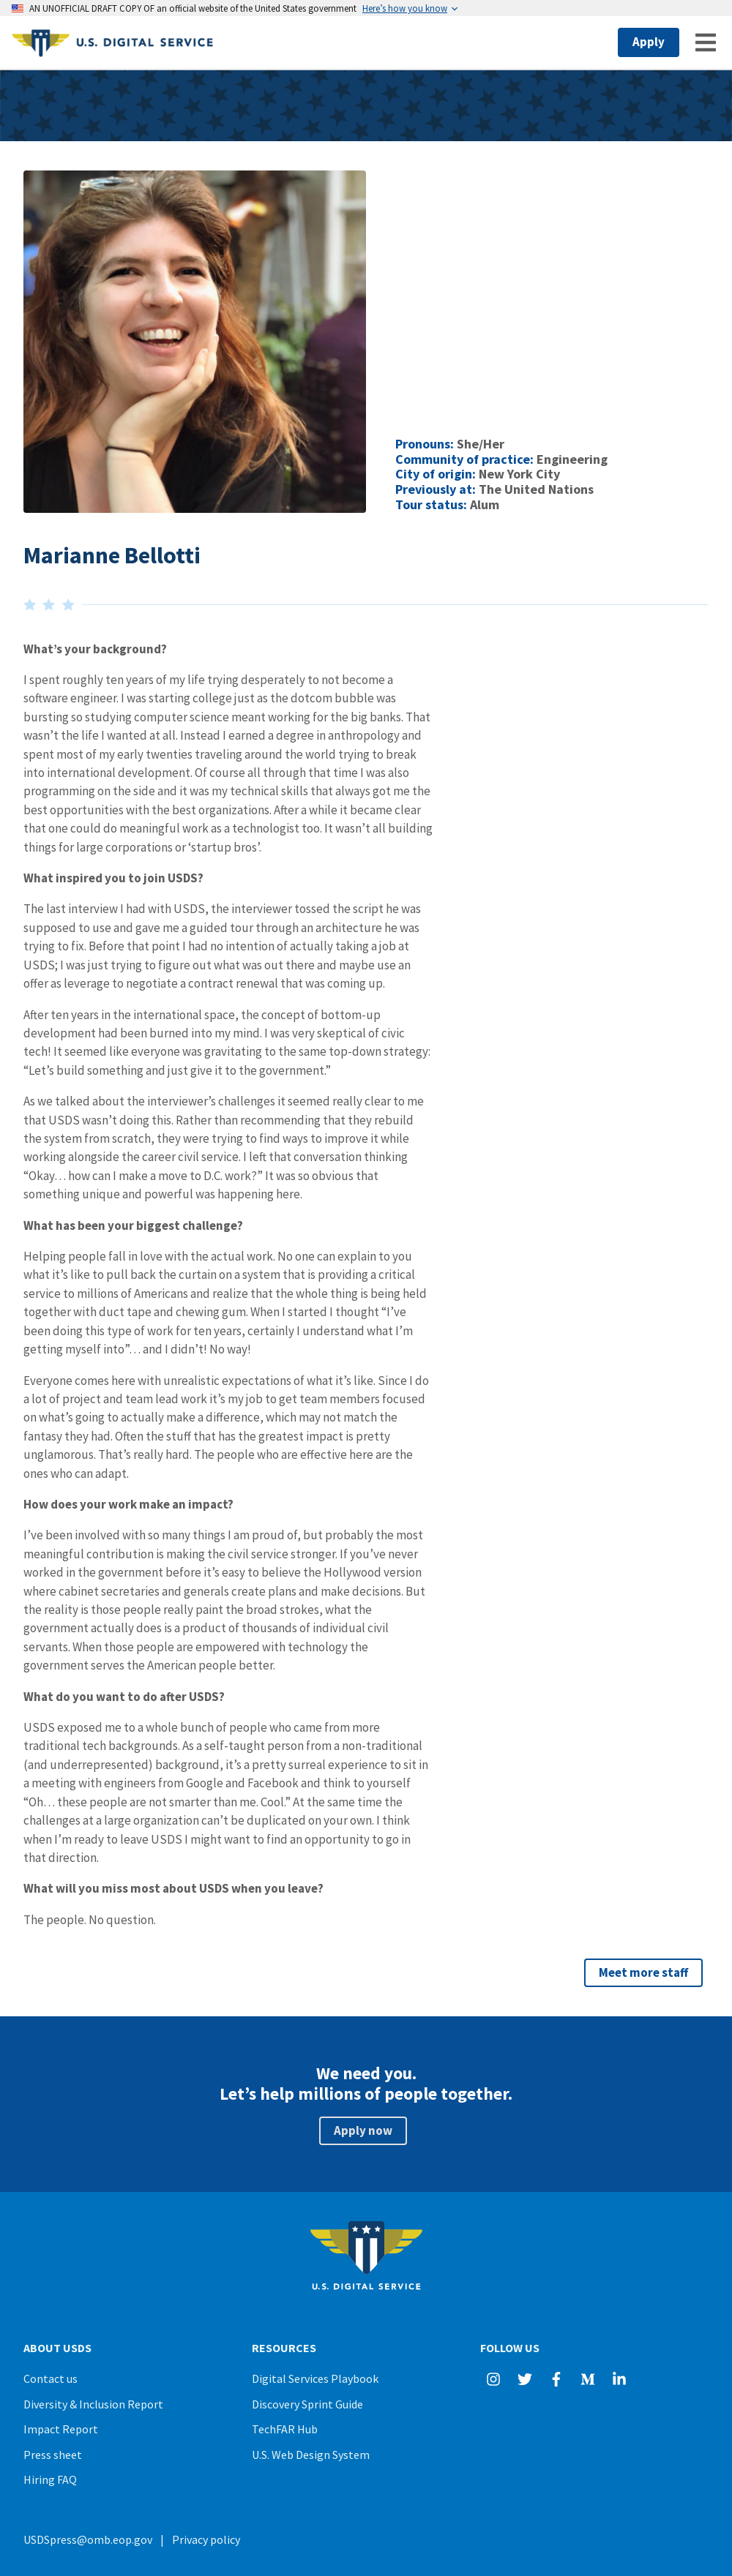 AN UNOFFICIAL DRAFT COPY OF an official website of the United States government Here’s how you know
U.S. DIGITAL SERVICE
Apply
Pronouns: She/Her
Community of practice: Engineering
City of origin: New York City
Previously at: The United Nations
Tour status: Alum
Marianne Bellotti
What’s your background?
I spent roughly ten years of my life trying desperately to not become a
software engineer. I was starting college just as the dotcom bubble was
bursting so studying computer science meant working for the big banks. That
wasn’t the life I wanted at all. Instead I earned a degree in anthropology and
spent most of my early twenties traveling around the world trying to break
into international development. Of course all through that time I was also
programming on the side and it was my technical skills that always got me the
best opportunities with the best organizations. After a while it became clear
that one could do meaningful work as a technologist too. It wasn’t all building
things for large corporations or ‘startup bros’.
What inspired you to join USDS?
The last interview I had with USDS, the interviewer tossed the script he was
supposed to use and gave me a guided tour through an architecture he was
trying to fix. Before that point I had no intention of actually taking a job at
USDS; I was just trying to figure out what was out there and maybe use an
offer as leverage to negotiate a contract renewal that was coming up.
After ten years in the international space, the concept of bottom-up
development had been burned into my mind. I was very skeptical of civic
tech! It seemed like everyone was gravitating to the same top-down strategy:
“Let’s build something and just give it to the government.”
As we talked about the interviewer’s challenges it seemed really clear to me
that USDS wasn’t doing this. Rather than recommending that they rebuild
the system from scratch, they were trying to find ways to improve it while
working alongside the career civil service. I left that conversation thinking
“Okay… how can I make a move to D.C. work?” It was so obvious that
something unique and powerful was happening here.
What has been your biggest challenge?
Helping people fall in love with the actual work. No one can explain to you
what it’s like to pull back the curtain on a system that is providing a critical
service to millions of Americans and realize that the whole thing is being held
together with duct tape and chewing gum. When I started I thought “I’ve
been doing this type of work for ten years, certainly I understand what I’m
getting myself into”… and I didn’t! No way!
Everyone comes here with unrealistic expectations of what it’s like. Since I do
a lot of project and team lead work it’s my job to get team members focused
on what’s going to actually make a difference, which may not match the
fantasy they had. Often the stuff that has the greatest impact is pretty
unglamorous. That’s really hard. The people who are effective here are the
ones who can adapt.
How does your work make an impact?
I’ve been involved with so many things I am proud of, but probably the most
meaningful contribution is making the civil service stronger. If you’ve never
worked in the government before it’s easy to believe the Hollywood version
where cabinet secretaries and generals create plans and make decisions. But
the reality is those people really paint the broad strokes, what the
government actually does is a product of thousands of individual civil
servants. When those people are empowered with technology the
government serves the American people better.
What do you want to do after USDS?
USDS exposed me to a whole bunch of people who came from more
traditional tech backgrounds. As a self-taught person from a non-traditional
(and underrepresented) background, it’s a pretty surreal experience to sit in
a meeting with engineers from Google and Facebook and think to yourself
“Oh… these people are not smarter than me. Cool.” At the same time the
challenges at a large organization can’t be duplicated on your own. I think
when I’m ready to leave USDS I might want to find an opportunity to go in
that direction.
What will you miss most about USDS when you leave?
The people. No question.
Meet more staff
We need you.
Let’s help millions of people together.
Apply now
U.S. DIGITAL SERVICE
ABOUT USDS
Contact us
Diversity & Inclusion Report
Impact Report
Press sheet
Hiring FAQ
RESOURCES
Digital Services Playbook
Discovery Sprint Guide
TechFAR Hub
U.S. Web Design System
FOLLOW US
USDSpress@omb.eop.gov | Privacy policy